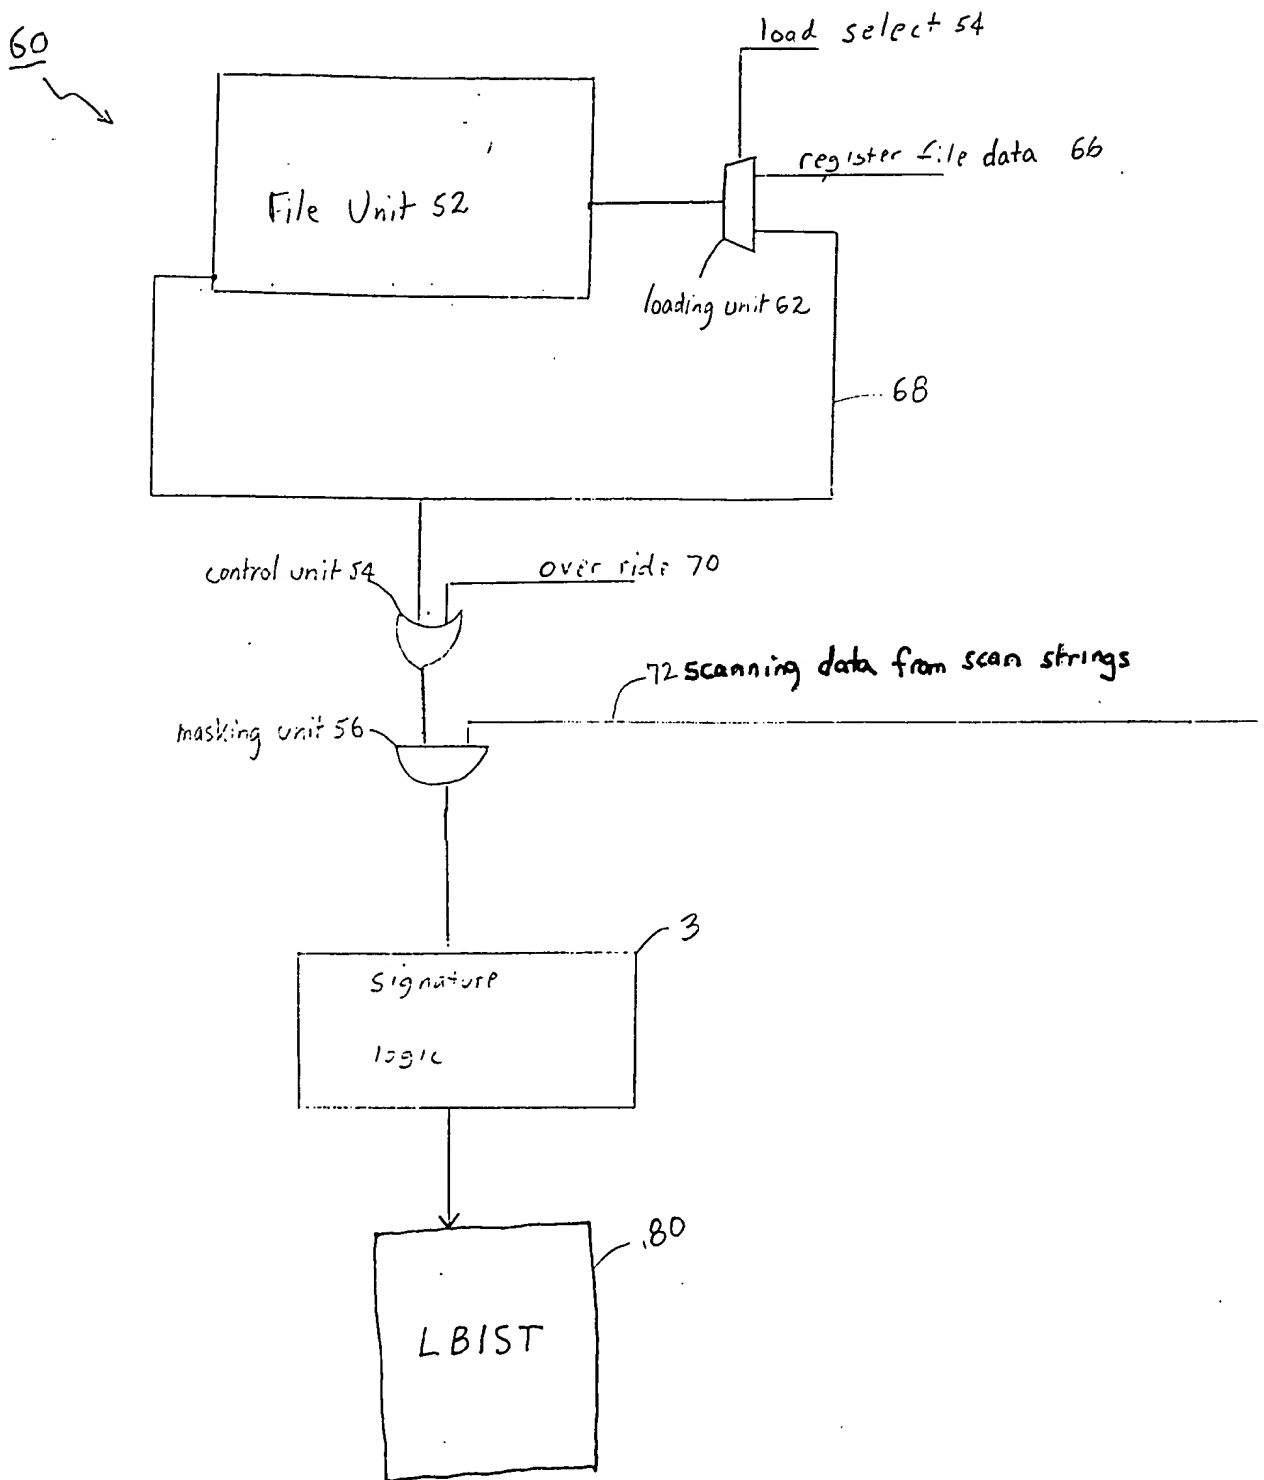 60
load select 54
register file data 66
File Unit 52
loading unit 62
68
control unit 54
over ride 70
72 scanning data from scan strings
masking unit 56
3
signature
logic
80
LBIST